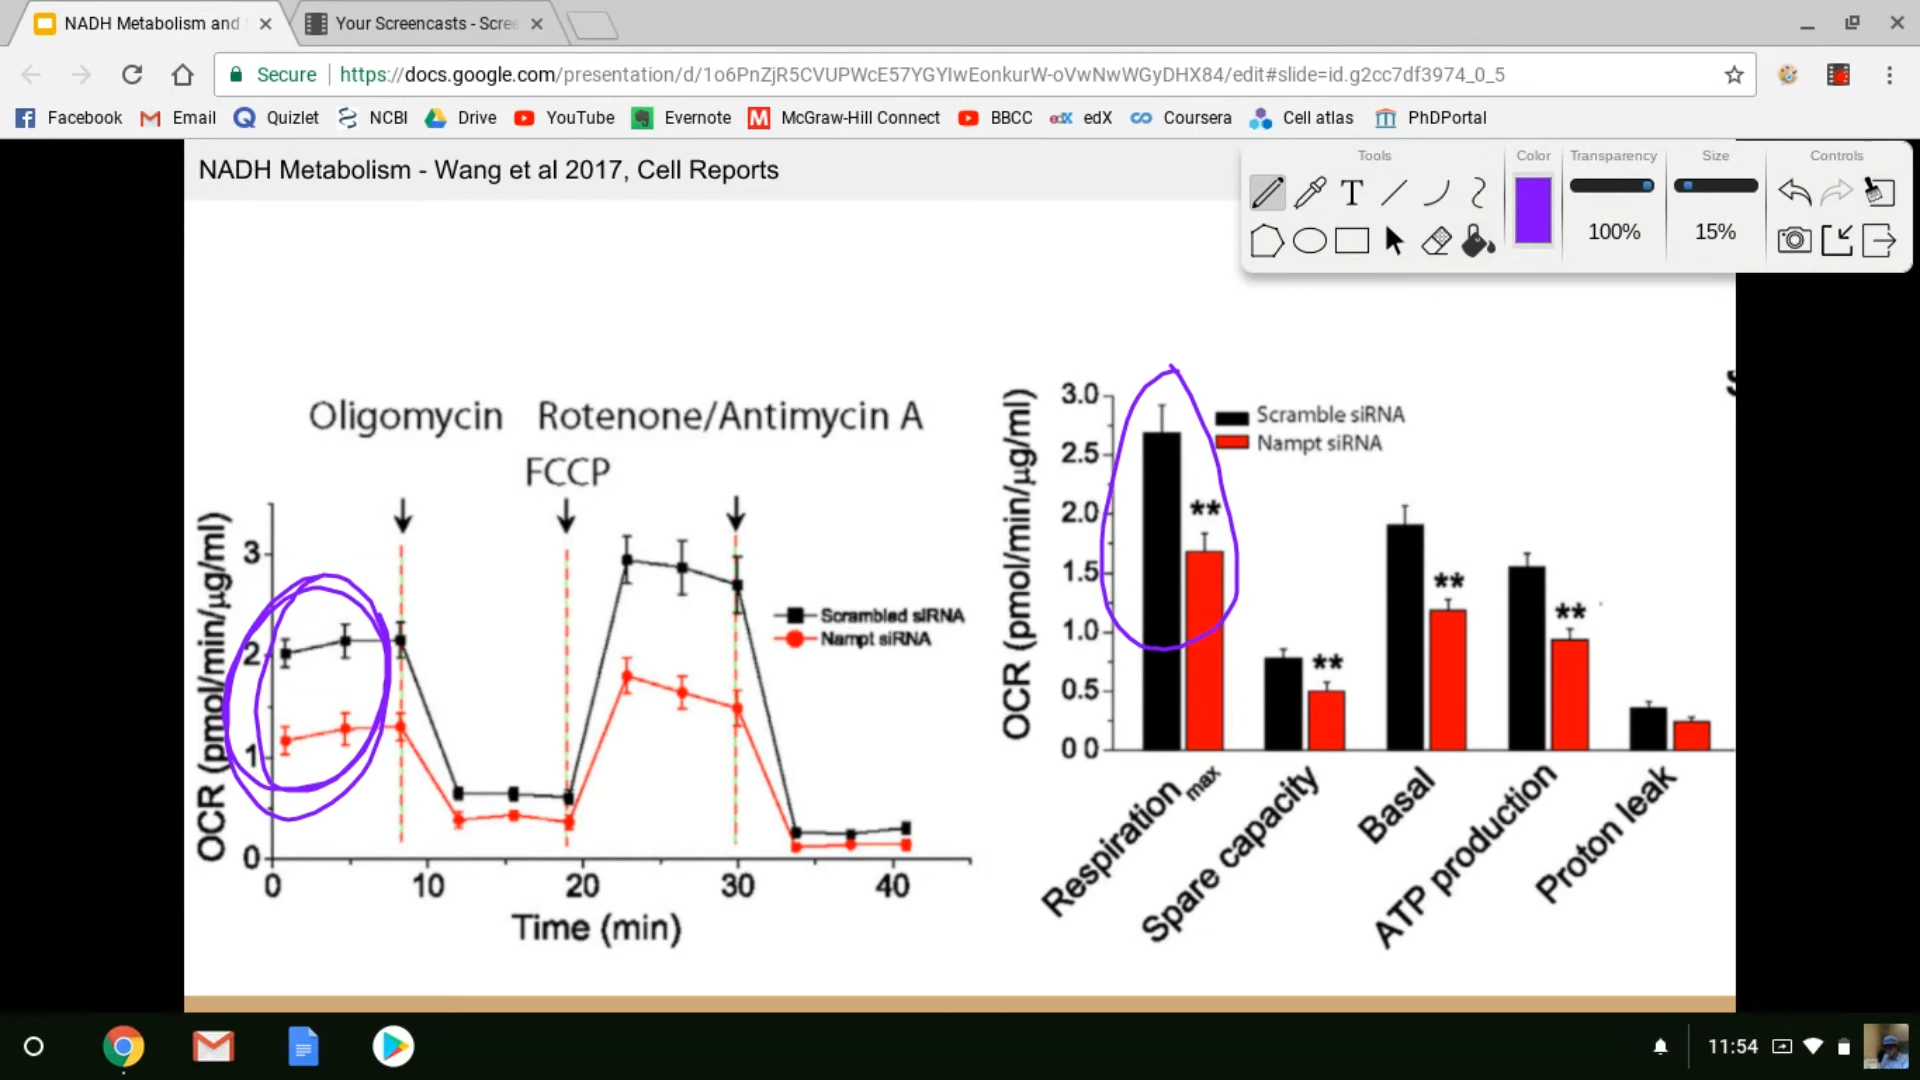 NADH Metabolism and
Your Screencasts - Scree
Secure
https://docs.google.com/presentation/d/1o6PnZjR5CVUPWcE57YGYIwEonkurW-oVwNwWGyDHX84/edit#slide=id.g2cc7df3974_0_5
Facebook Email Quizlet NCBI Drive YouTube Evernote McGraw-Hill Connect BBCC edX Coursera Cell atlas PhDPortal
NADH Metabolism - Wang et al 2017, Cell Reports
Tools Color Transparency Size Controls
T
100% 15%
Oligomycin Rotenone/Antimycin A
FCCP
OCR (pmol/min/µg/ml)
3
2
1
0
0 10 20 30 40
Time (min)
Scrambled siRNA
Nampt siRNA
OCR (pmol/min/µg/ml)
3.0
2.5
2.0
1.5
1.0
0.5
0 0
Scramble siRNA
Nampt siRNA
**
**
**
**
Respiration max
Spare capacity
Basal
ATP production
Proton leak
11:54